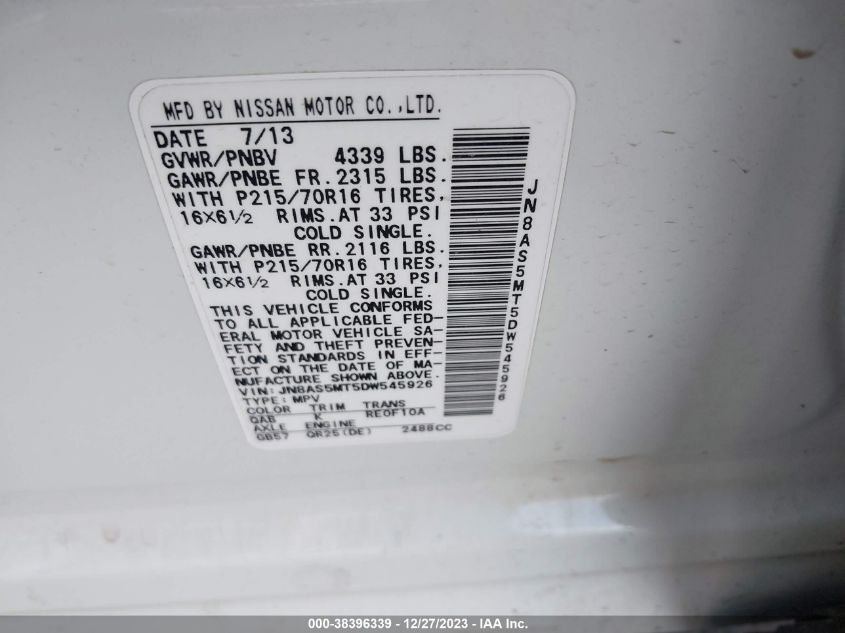 MFD BY NISSAN MOTOR CO.,LTD.
DATE 7/13
GVWR/PNBV 4339 LBS.
GAWR/PNBE FR.2315 LBS.
WITH P215/70R16 TIRES,
16X6½ RIMS.AT 33 PSI
COLD SINGLE.
GAWR/PNBE RR.2116 LBS.
WITH P215/70R16 TIRES,
16X6½ RIMS.AT 33 PSI
COLD SINGLE.
THIS VEHICLE CONFORMS
TO ALL APPLICABLE FED-
ERAL MOTOR VEHICLE SA-
FETY AND THEFT PREVEN-
TION STANDARDS IN EFF-
ECT ON THE DATE OF MA-
NUFACTURE SHOWN ABOVE.
VIN: JN8AS5MT5DW545926
TYPE: MPV
COLOR TRIM TRANS
QAB K RE0F10A
AXLE ENGINE
GB57 QR25(DE) 2488CC
JN8AS5MT5DW545926
000-38396339 - 12/27/2023 - IAA Inc.